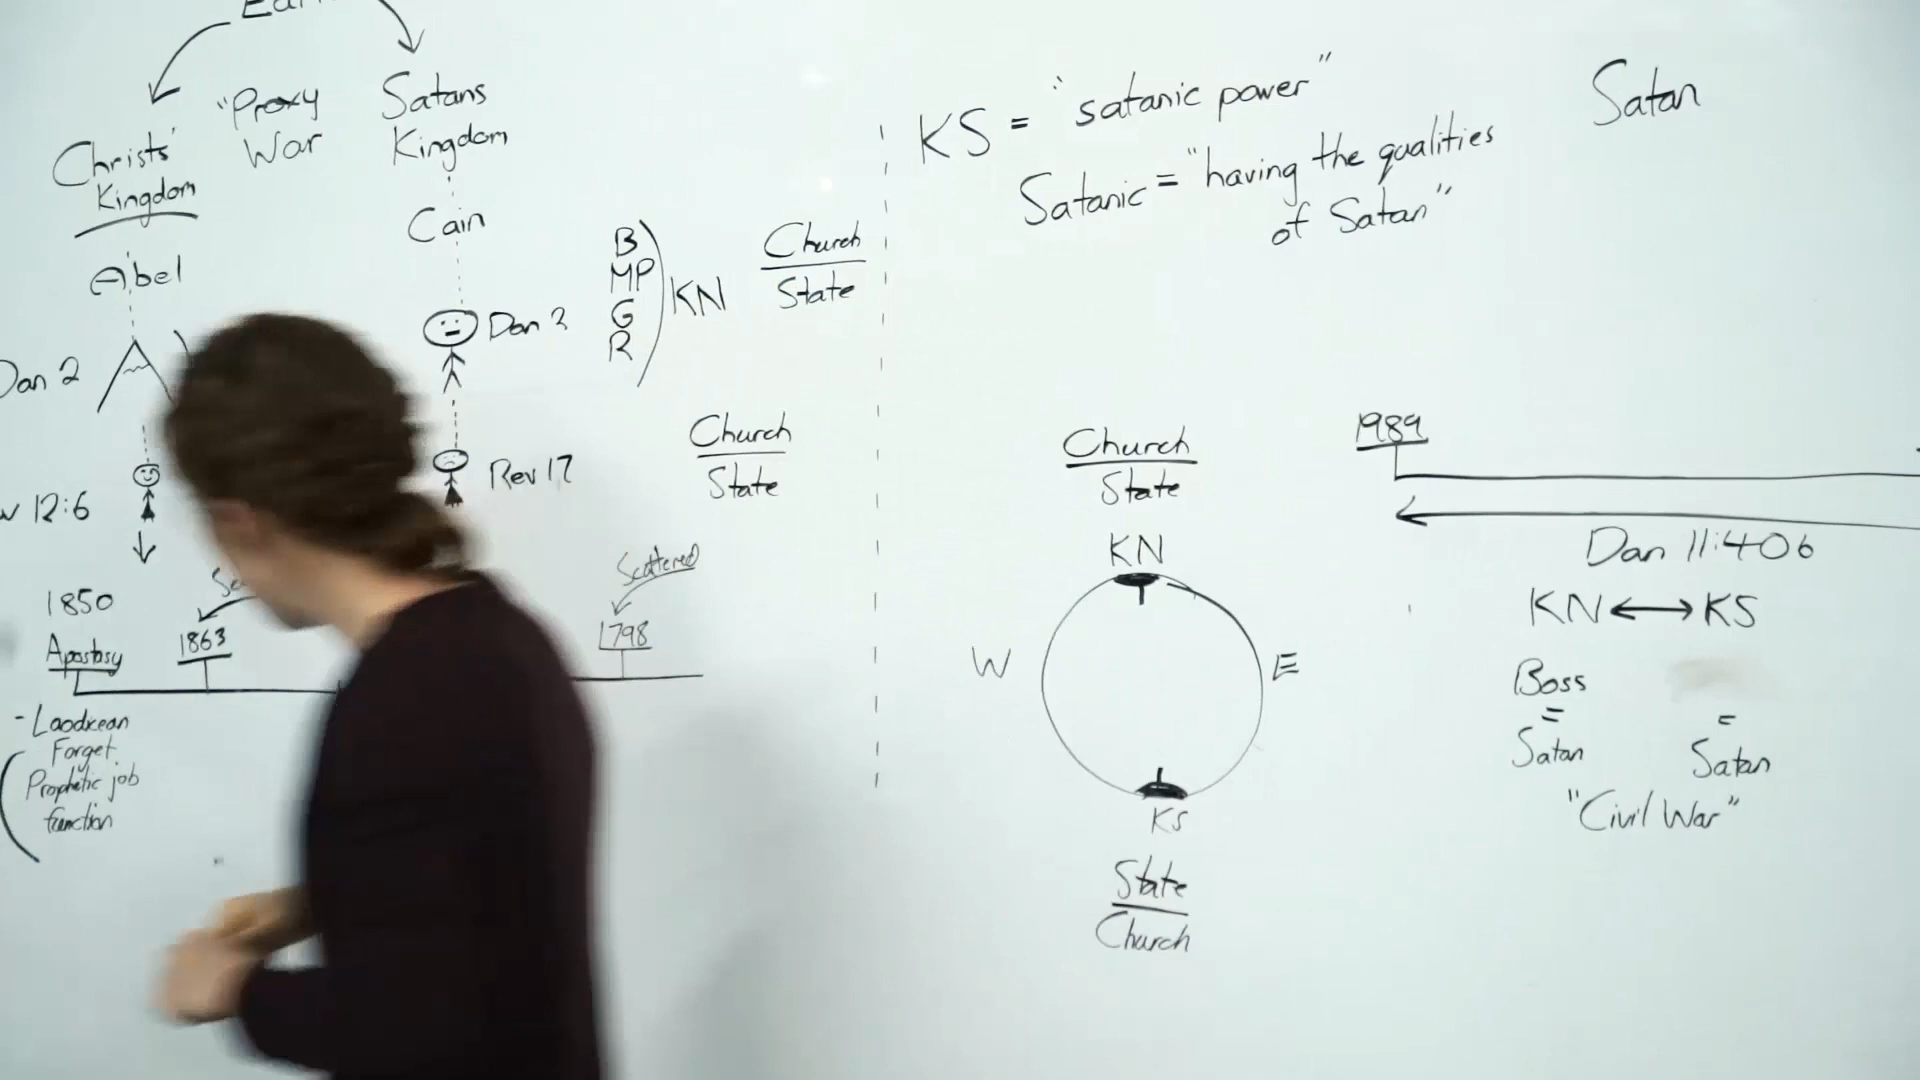 Christs' Kingdom
"Proxy War
Satans Kingdom
Abel
Cain
Dan 2
Dan 3
B
MP
G
R
KN
Church
State
12:6
Rev 17
Church
State
1850
Apostasy
1863
Scattered
1798
- Laodicean
Forget
Prophetic job
function
KS = "satanic power"
Satanic = "having the qualities
of Satan"
Satan
Church
State
KN
W
E
KS
State
Church
1989
Dan 11:40b
KN ↔ KS
Boss
=
Satan
=
Satan
"Civil War"